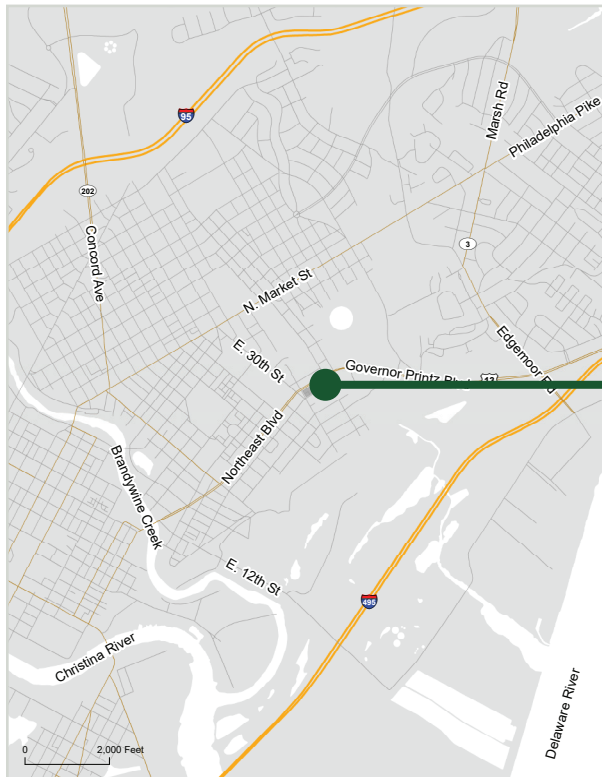 95
Marsh Rd
Philadelphia Pike
202
Concord Ave
3
N. Market St
E. 30th St
Edgemoor Rd
Governor Printz Blvd
13
Northeast Blvd
Brandywine Creek
E. 12th St
495
Christina River
Delaware River
0
2,000 Feet